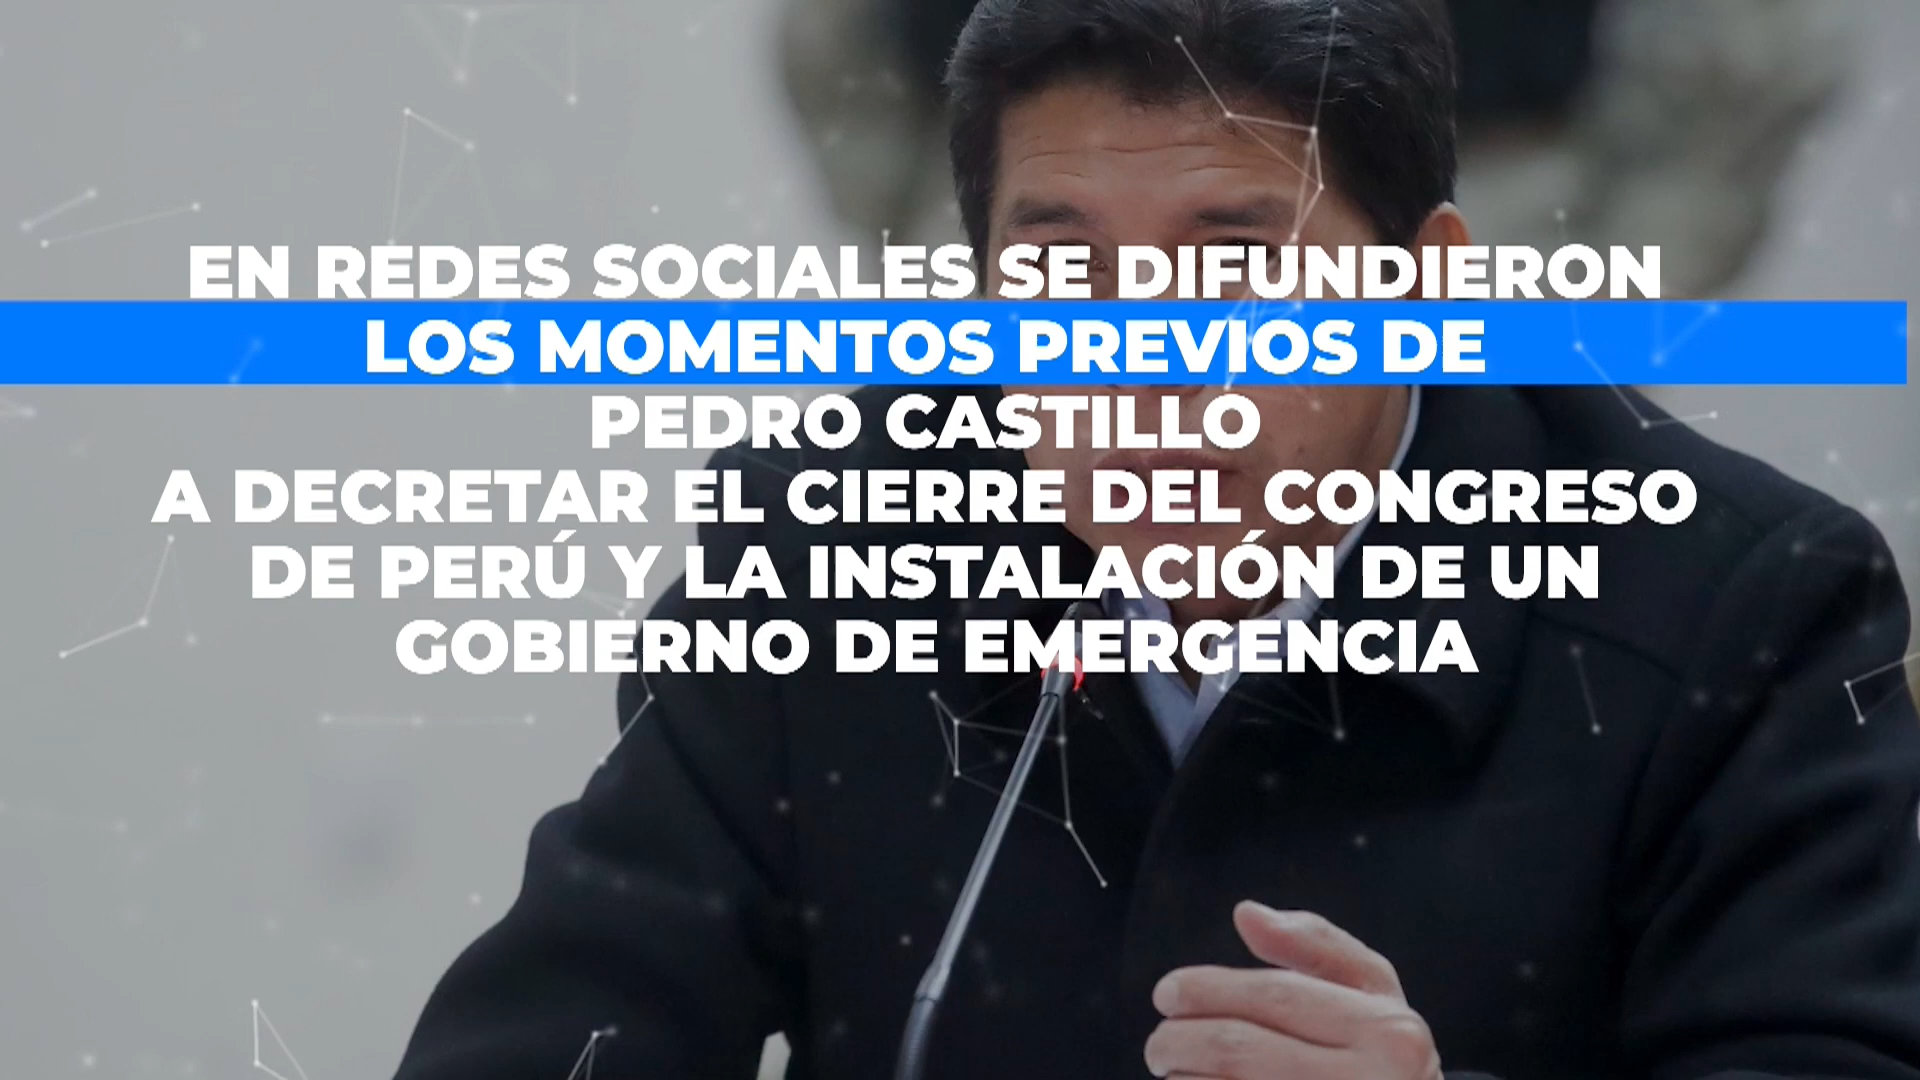 EN REDES SOCIALES SE DIFUNDIERON
LOS MOMENTOS PREVIOS DE
PEDRO CASTILLO
A DECRETAR EL CIERRE DEL CONGRESO
DE PERÚ Y LA INSTALACIÓN DE UN
GOBIERNO DE EMERGENCIA